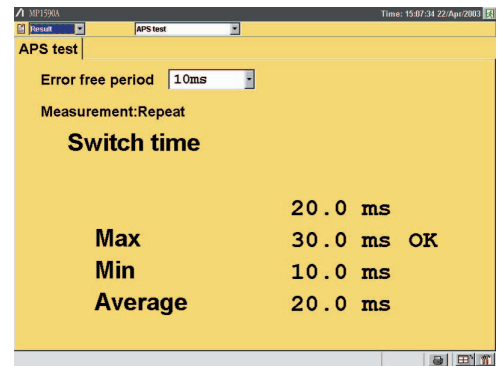 MP1590A Time: 15:07:34 22/Apr/2003
Result APS test
APS test
Error free period 10ms
Measurement:Repeat
Switch time
20.0 ms
Max 30.0 ms OK
Min 10.0 ms
Average 20.0 ms